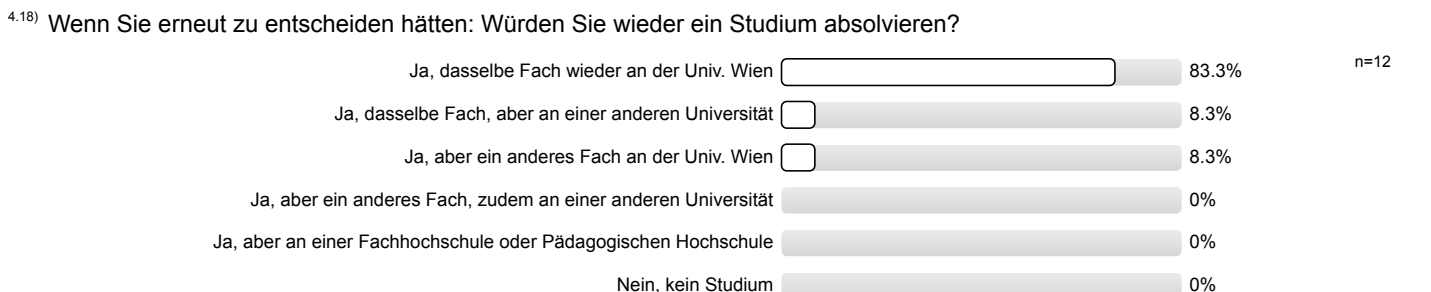 4.18) Wenn Sie erneut zu entscheiden hätten: Würden Sie wieder ein Studium absolvieren?
Ja, dasselbe Fach wieder an der Univ. Wien 83.3% n=12
Ja, dasselbe Fach, aber an einer anderen Universität 8.3%
Ja, aber ein anderes Fach an der Univ. Wien 8.3%
Ja, aber ein anderes Fach, zudem an einer anderen Universität 0%
Ja, aber an einer Fachhochschule oder Pädagogischen Hochschule 0%
Nein, kein Studium 0%